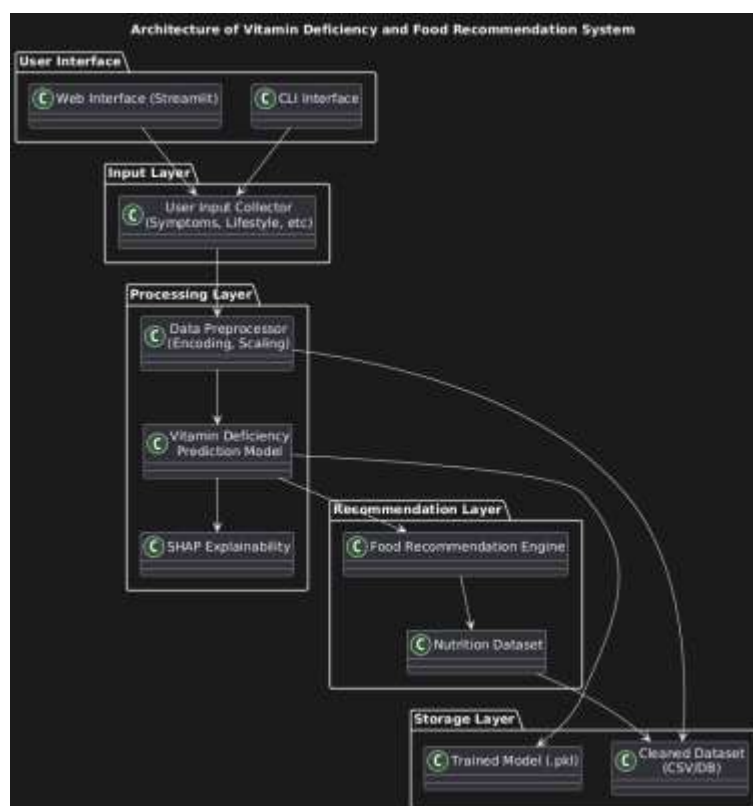 Architecture of Vitamin Deficiency and Food Recommendation System
User Interface
C Web Interface (Streamlit)
C CLI Interface
Input Layer
C User Input Collector
(Symptoms, Lifestyle, etc)
Processing Layer
C Data Preprocessor
(Encoding, Scaling)
C Vitamin Deficiency
Prediction Model
Recommendation Layer
C SHAP Explainability
C Food Recommendation Engine
C Nutrition Dataset
Storage Layer
C Trained Model (.pkl)
C Cleaned Dataset
(CSV/DB)